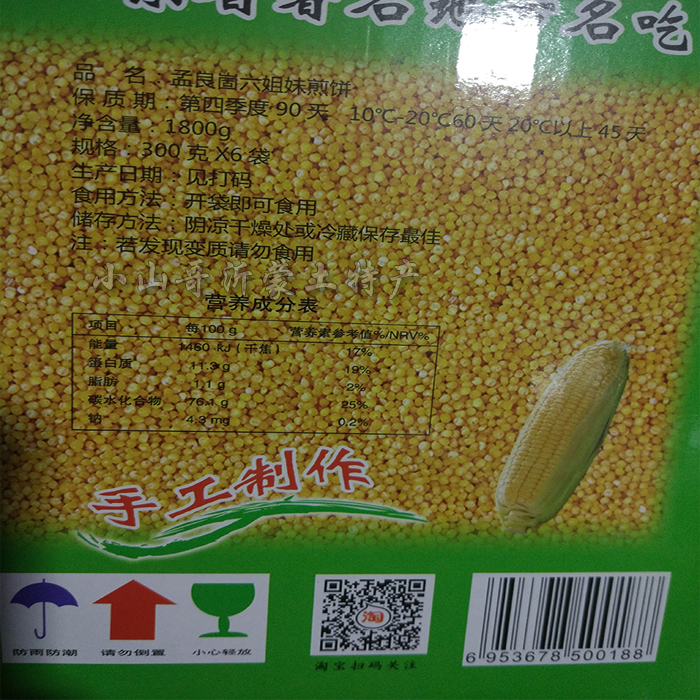 名吃
品 名：孟良崮六姐妹煎饼
保 质 期：第四季度 90 天 10℃-20℃60天 20℃以上 45天
净含量：1800g
规格：300 克 X6 袋
生产日期：见打码
食用方法：开袋即可食用
储存方法：阴凉干燥处或冷藏保存最佳
注：若发现变质请勿食用
小山哥沂蒙土特产
营养成分表
项目 每100 g 营养素参考值%/NRV%
能量 1460 kJ（千焦） 17%
蛋白质 11.3 g 19%
脂肪 1.1 g 2%
碳水化合物 76.1 g 25%
钠 4.3 mg 0.2%
手工制作
淘
防雨防潮 请勿倒置 小心轻放
淘宝扫码关注
6 953678 500188